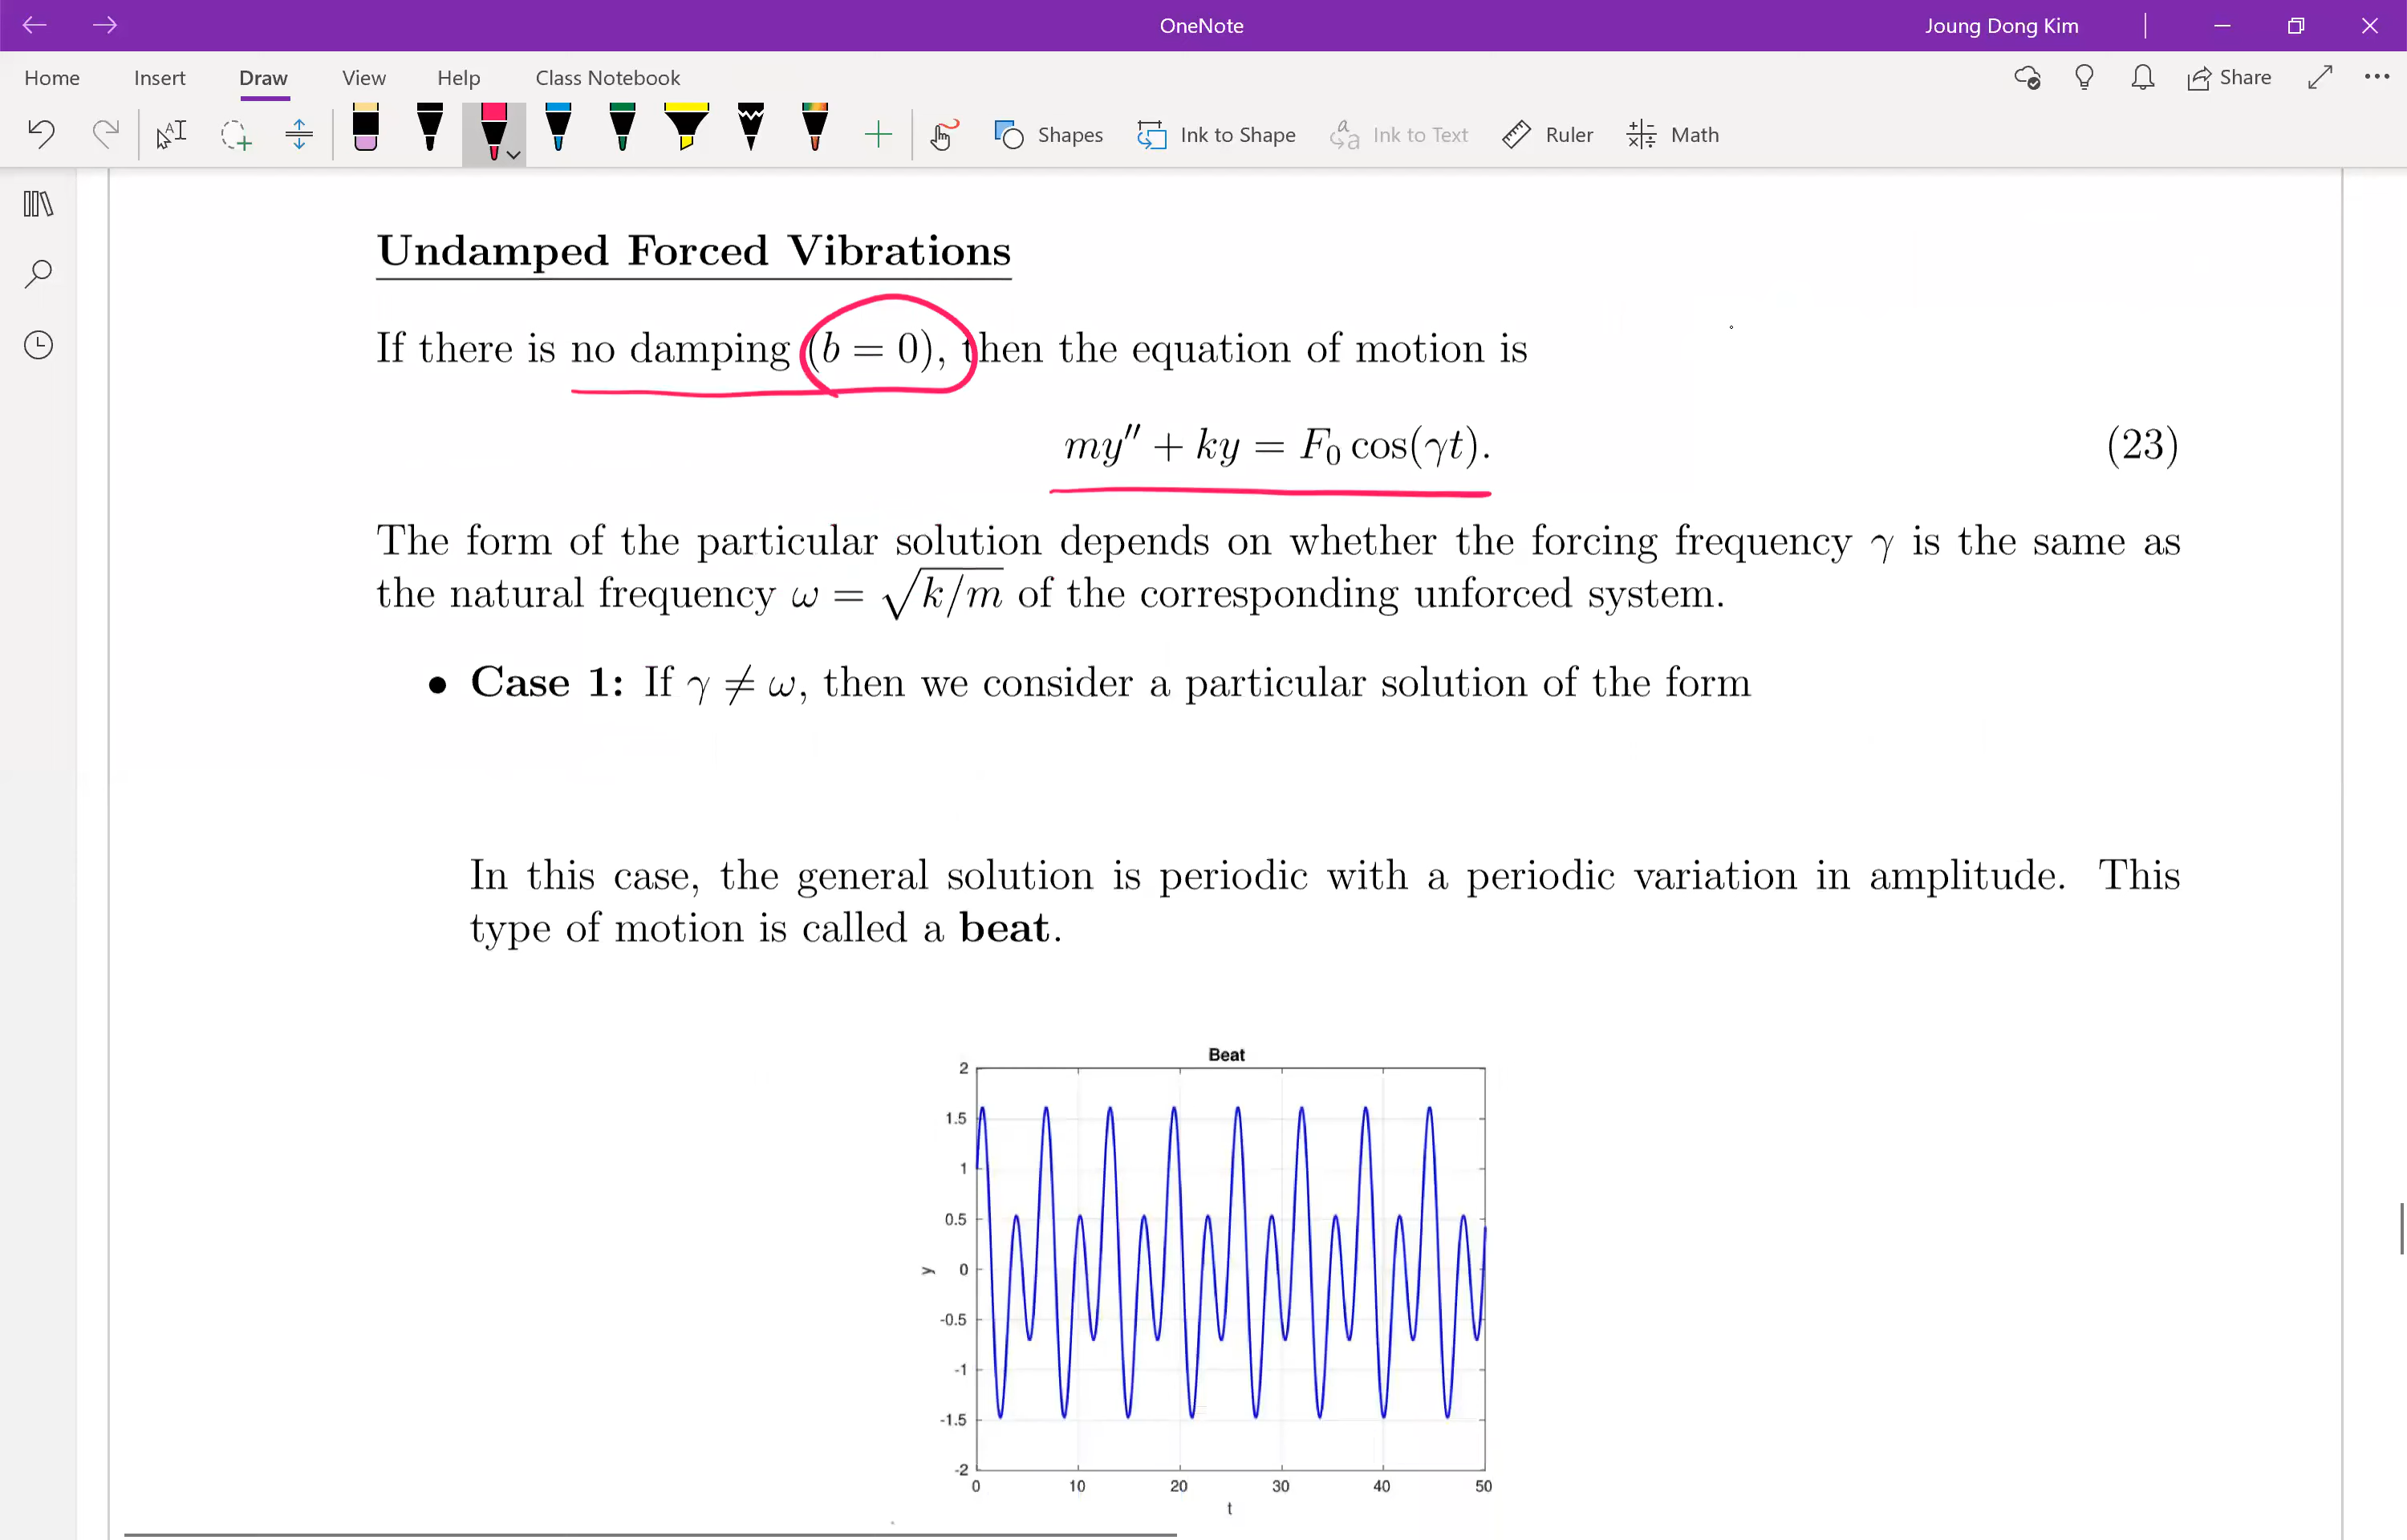 OneNote
Joung Dong Kim
Home Insert Draw View Help Class Notebook Share
Shapes Ink to Shape Ink to Text Ruler Math
Undamped Forced Vibrations
If there is no damping (b = 0), then the equation of motion is
my″ + ky = F₀ cos(γt). (23)
The form of the particular solution depends on whether the forcing frequency γ is the same as
the natural frequency ω = √k/m of the corresponding unforced system.
• Case 1: If γ ≠ ω, then we consider a particular solution of the form
In this case, the general solution is periodic with a periodic variation in amplitude. This
type of motion is called a beat.
Beat
2
1.5
1
0.5
0
-0.5
-1
-1.5
-2
y
0 10 20 30 40 50
t